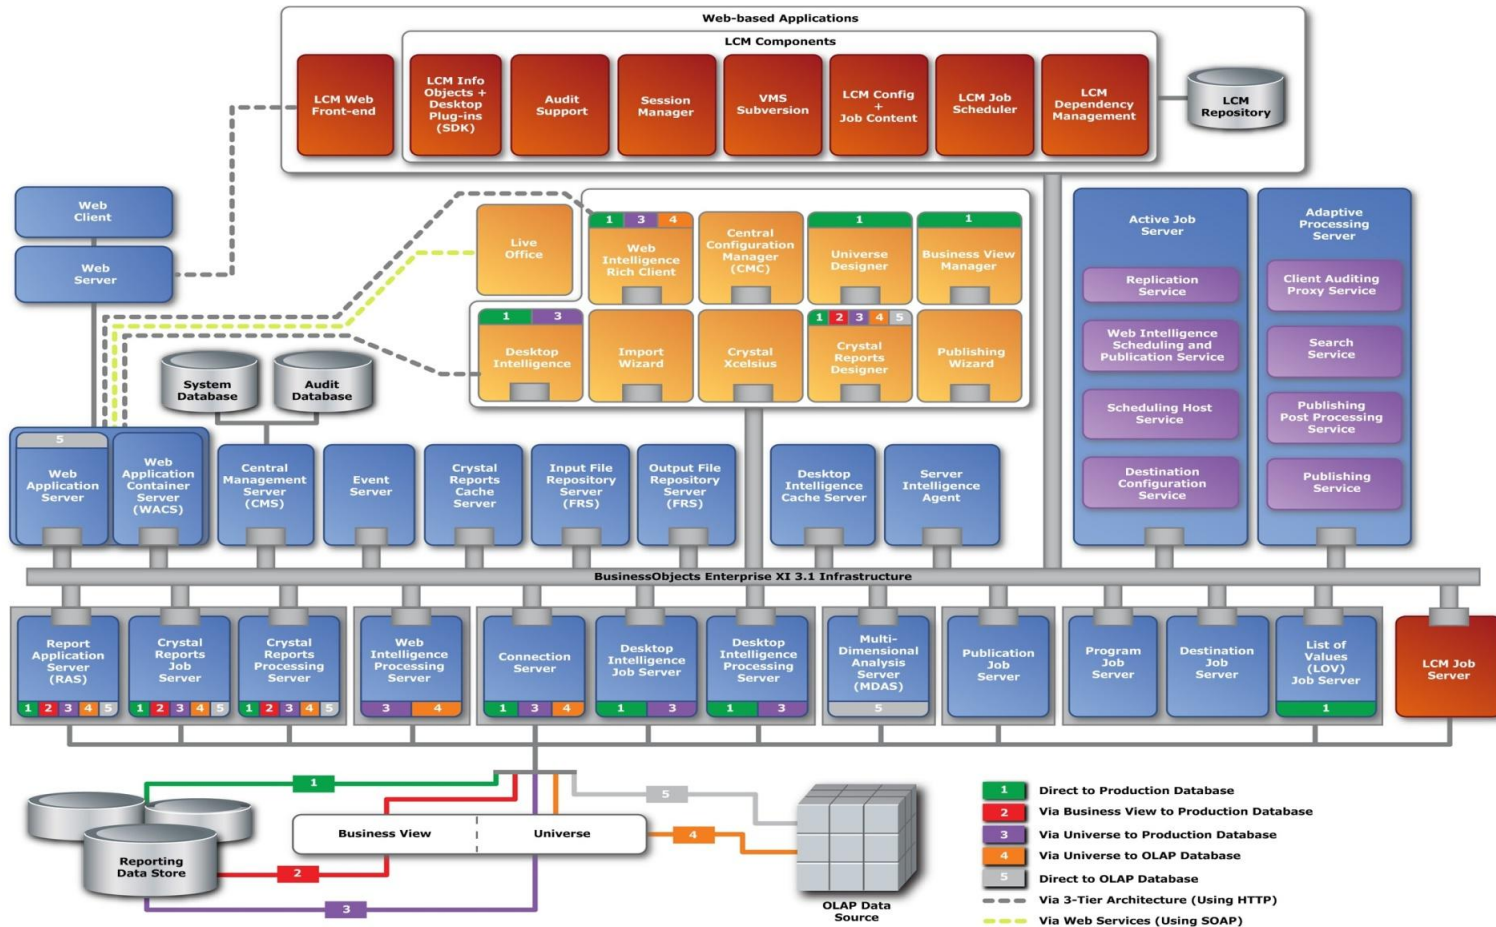 Web-based Applications
LCM Components
LCM Web
Front-end
LCM Info
Objects +
Desktop
Plug-ins
(SDK)
Audit
Support
Session
Manager
VMS
Subversion
LCM Config
+
Job Content
LCM Job
Scheduler
LCM
Dependency
Management
LCM
Repository
Web
Client
Web
Server
Live
Office
1 3 4
Web
Intelligence
Rich Client
Central
Configuration
Manager
(CMC)
1
Universe
Designer
1
Business View
Manager
1 3
Desktop
Intelligence
Import
Wizard
Crystal
Xcelsius
1 2 3 4 5
Crystal
Reports
Designer
Publishing
Wizard
Active Job
Server
Replication
Service
Web Intelligence
Scheduling and
Publication Service
Scheduling Host
Service
Destination
Configuration
Service
Adaptive
Processing
Server
Client Auditing
Proxy Service
Search
Service
Publishing
Post Processing
Service
Publishing
Service
System
Database
Audit
Database
5
Web
Application
Server
Web
Application
Container
Server
(WACS)
Central
Management
Server
(CMS)
Event
Server
Crystal
Reports
Cache
Server
Input File
Repository
Server
(FRS)
Output File
Repository
Server
(FRS)
Desktop
Intelligence
Cache Server
Server
Intelligence
Agent
BusinessObjects Enterprise XI 3.1 Infrastructure
Report
Application
Server
(RAS)
1 2 3 4 5
Crystal
Reports
Job
Server
1 2 3 4 5
Crystal
Reports
Processing
Server
1 2 3 4 5
Web
Intelligence
Processing
Server
3 4
Connection
Server
1 3 4
Desktop
Intelligence
Job Server
1 3
Desktop
Intelligence
Processing
Server
1 3
Multi-
Dimensional
Analysis
Server
(MDAS)
5
Publication
Job
Server
Program
Job
Server
Destination
Job
Server
List of
Values
(LOV)
Job Server
1
LCM Job
Server
1
5
Business View
Universe
4
Reporting
Data Store
2
3
OLAP Data
Source
1 Direct to Production Database
2 Via Business View to Production Database
3 Via Universe to Production Database
4 Via Universe to OLAP Database
5 Direct to OLAP Database
Via 3-Tier Architecture (Using HTTP)
Via Web Services (Using SOAP)